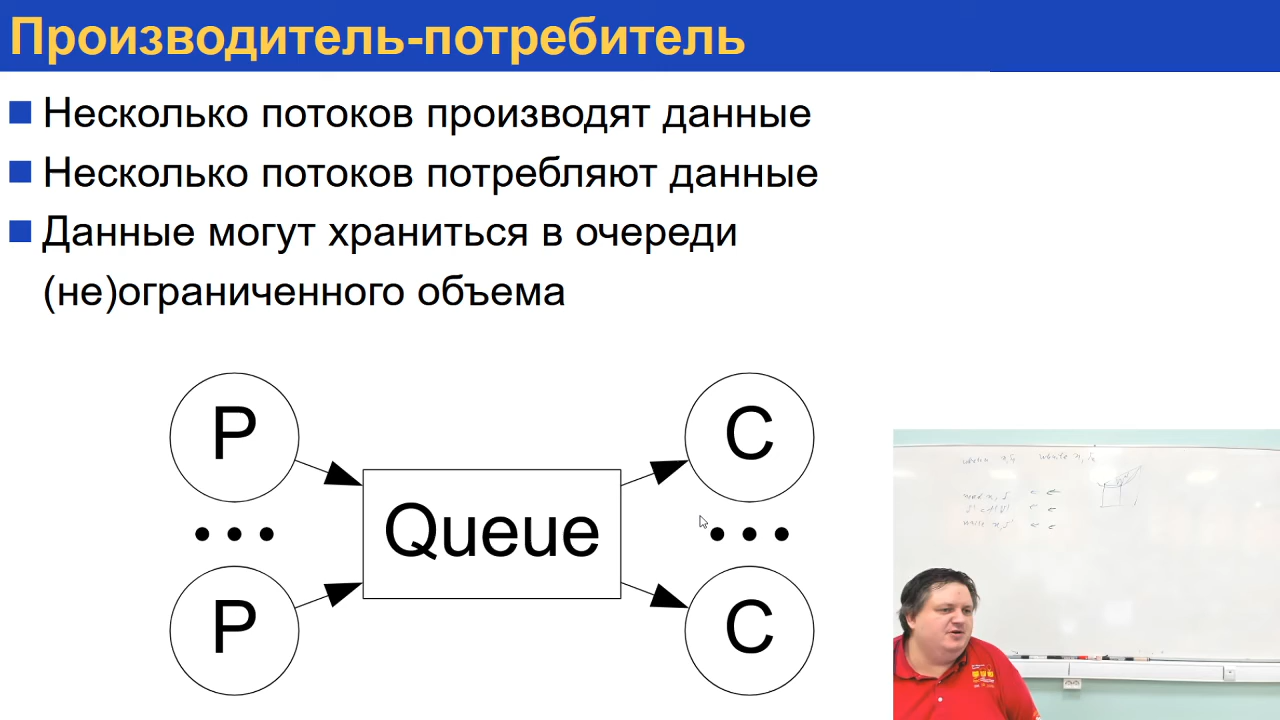 Производитель-потребитель
Несколько потоков производят данные
Несколько потоков потребляют данные
Данные могут храниться в очереди
(не)ограниченного объема
P
C
Queue
P
C